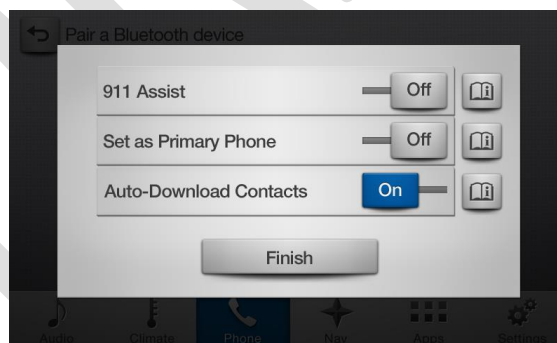 Pair a Bluetooth device
911 Assist Off
Set as Primary Phone Off
Auto-Download Contacts On
Finish
Audio Climate Phone Nav Apps Settings